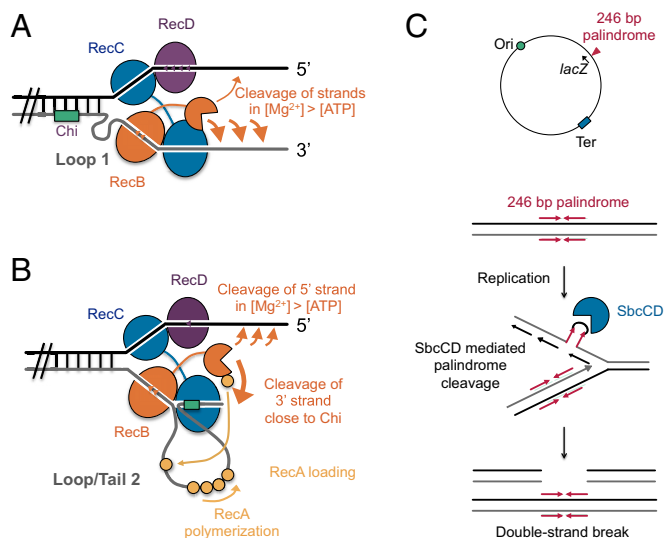 A
RecD
RecC
5’
Cleavage of strands
in [Mg2+] > [ATP]
Chi
Loop 1
3’
RecB
B
RecD
Cleavage of 5’ strand
in [Mg2+] > [ATP]
RecC
5’
Cleavage of
3’ strand
close to Chi
RecB
Loop/Tail 2
RecA loading
RecA
polymerization
C
246 bp
palindrome
Ori
lacZ
Ter
246 bp palindrome
Replication
SbcCD
SbcCD mediated
palindrome
cleavage
Double-strand break